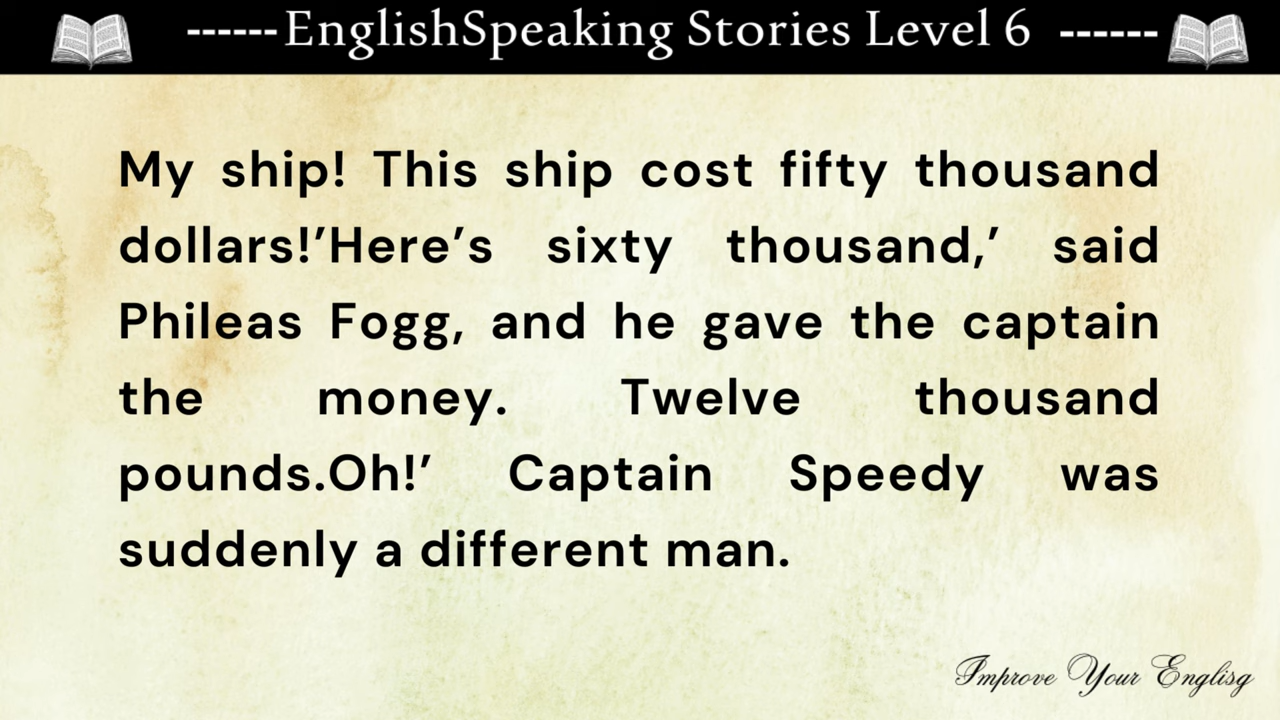 ------EnglishSpeaking Stories Level 6 ------
My ship! This ship cost fifty thousand
dollars!’Here’s sixty thousand,’ said
Phileas Fogg, and he gave the captain
the money. Twelve thousand
pounds.Oh!’ Captain Speedy was
suddenly a different man.
Improve Your Englisg